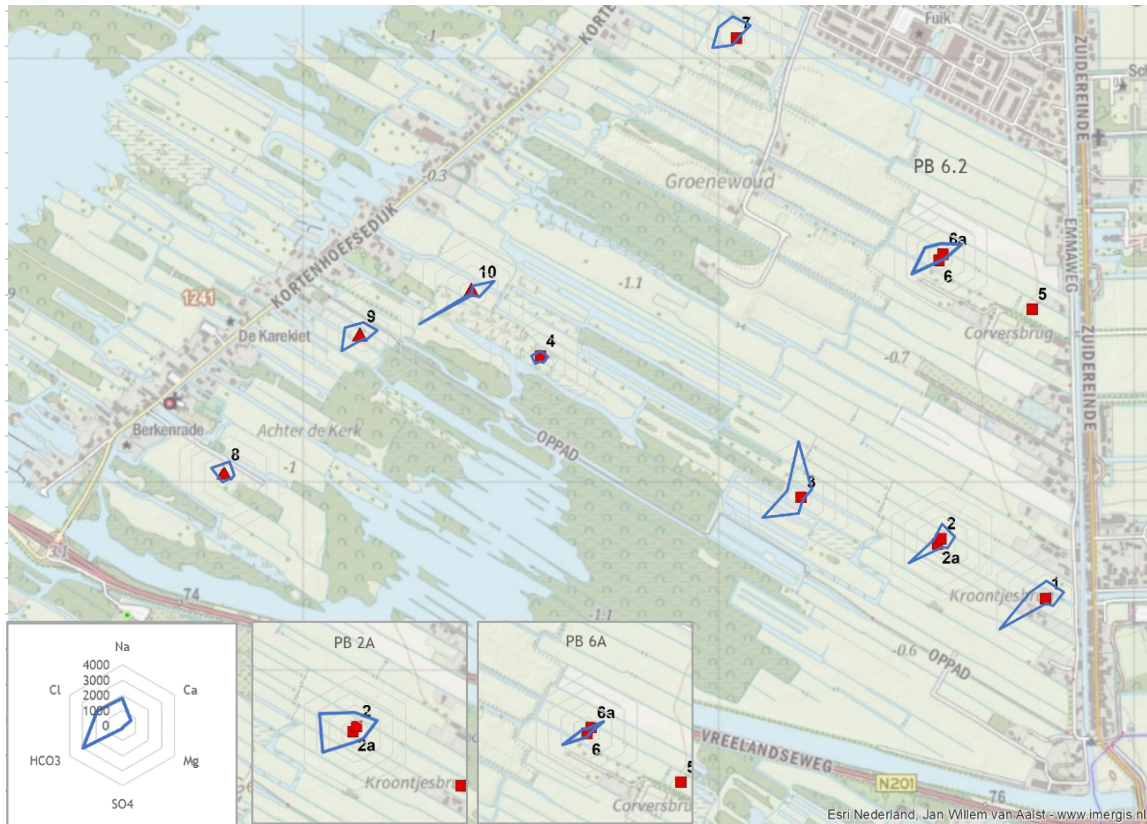 Fuik
ZUIDEREINDE
KORTENHOEFSEDIJK
-1
7
-0.3
Groenewoud
PB 6.2
6a
6
5
EMMAWEG
Corversbrug
ZUIDEREINDE
-1.1
-0.7
1241
10
9
De Karekiet
4
Berkenrade
Achter de Kerk
8
-1
OPPAD
3
2
2a
1
Kroontjesbrug
3.1
74
-1.1
-0.6
OPPAD
Na
4000
3000
2000
1000
0
Cl
Ca
HCO3
Mg
SO4
PB 2A
2
2a
Kroontjesbrug
PB 6A
6a
6
5
Corversbru
VREELANDSEWEG
N201
76
Esri Nederland, Jan Willem van Aalst - www.imergis.nl